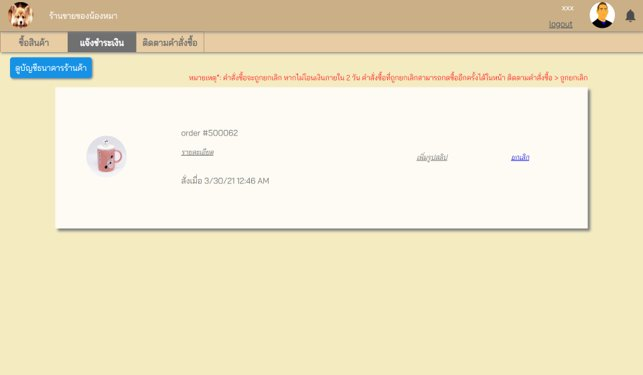 ร้านขายของน้องหมา
xxx
logout
ซื้อสินค้า
แจ้งชำระเงิน
ติดตามคำสั่งซื้อ
ดูบัญชีธนาคารร้านค้า
หมายเหตุ*: คำสั่งซื้อจะถูกยกเลิก หากไม่โอนเงินภายใน 2 วัน คำสั่งซื้อที่ถูกยกเลิกสามารถกดซื้ออีกครั้งได้ในหน้า ติดตามคำสั่งซื้อ > ถูกยกเลิก
order #500062
รายละเอียด
เพิ่มรูปสลิป
ยกเลิก
สั่งเมื่อ 3/30/21 12:46 AM